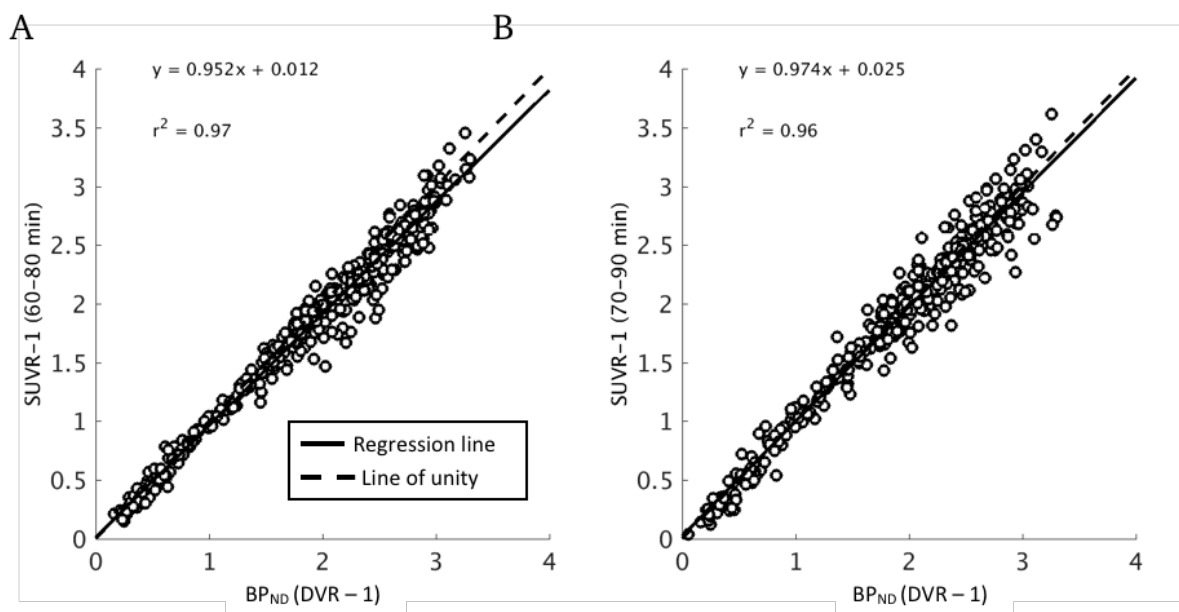 A
y = 0.952x + 0.012
r² = 0.97
SUVR-1 (60-80 min)
4
3.5
3
2.5
2
1.5
1
0.5
0
0 1 2 3 4
BP_ND (DVR – 1)
Regression line
Line of unity
B
y = 0.974x + 0.025
r² = 0.96
SUVR-1 (70-90 min)
4
3.5
3
2.5
2
1.5
1
0.5
0
0 1 2 3 4
BP_ND (DVR – 1)